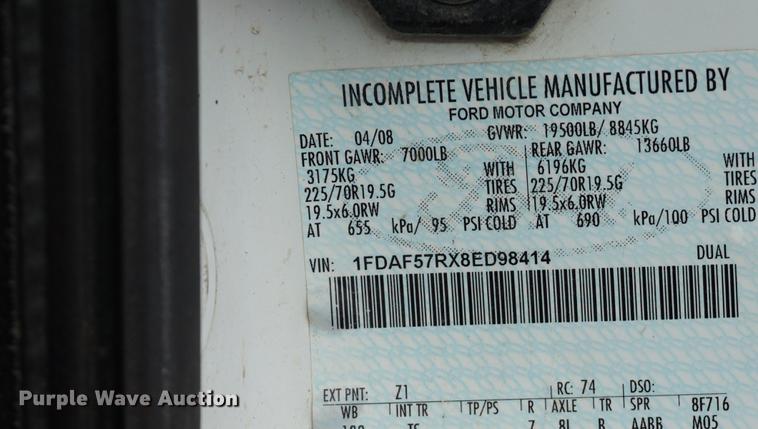 INCOMPLETE VEHICLE MANUFACTURED BY
FORD MOTOR COMPANY
DATE: 04/08 GVWR: 19500LB/ 8845KG
FRONT GAWR: 7000LB REAR GAWR: 13660LB
3175KG WITH 6196KG WITH
225/70R19.5G TIRES 225/70R19.5G TIRES
19.5x6.0RW RIMS 19.5x6.0RW RIMS
AT 655 kPa/ 95 PSI COLD AT 690 kPa/100 PSI COLD
VIN: 1FDAF57RX8ED98414 DUAL
EXT PNT: Z1 RC: 74 DSO:
WB INT TR TP/PS R AXLE TR SPR 8F716
AABB M05
Purple Wave Auction